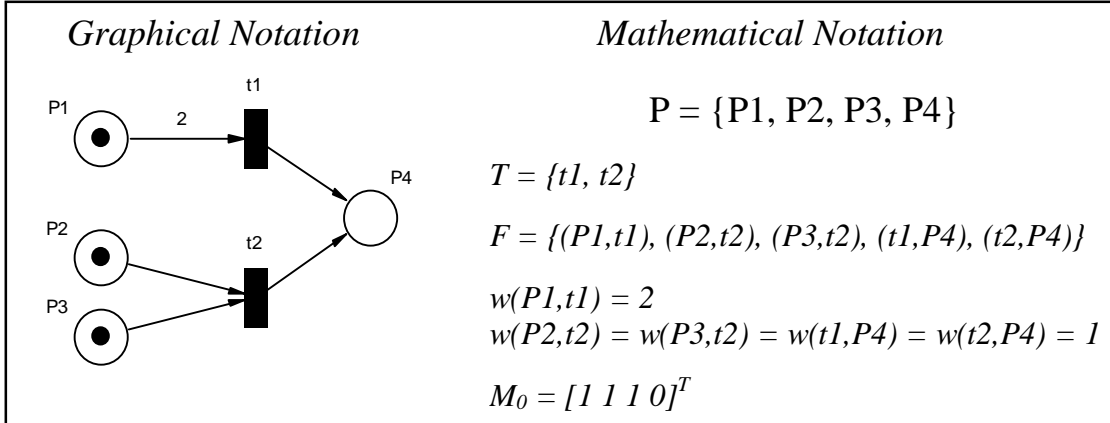 Graphical Notation
t1
P1
2
P4
P2
t2
P3
Mathematical Notation
P = {P1, P2, P3, P4}
T = {t1, t2}
F = {(P1,t1), (P2,t2), (P3,t2), (t1,P4), (t2,P4)}
w(P1,t1) = 2
w(P2,t2) = w(P3,t2) = w(t1,P4) = w(t2,P4) = 1
M₀ = [1 1 1 0]ᵀ